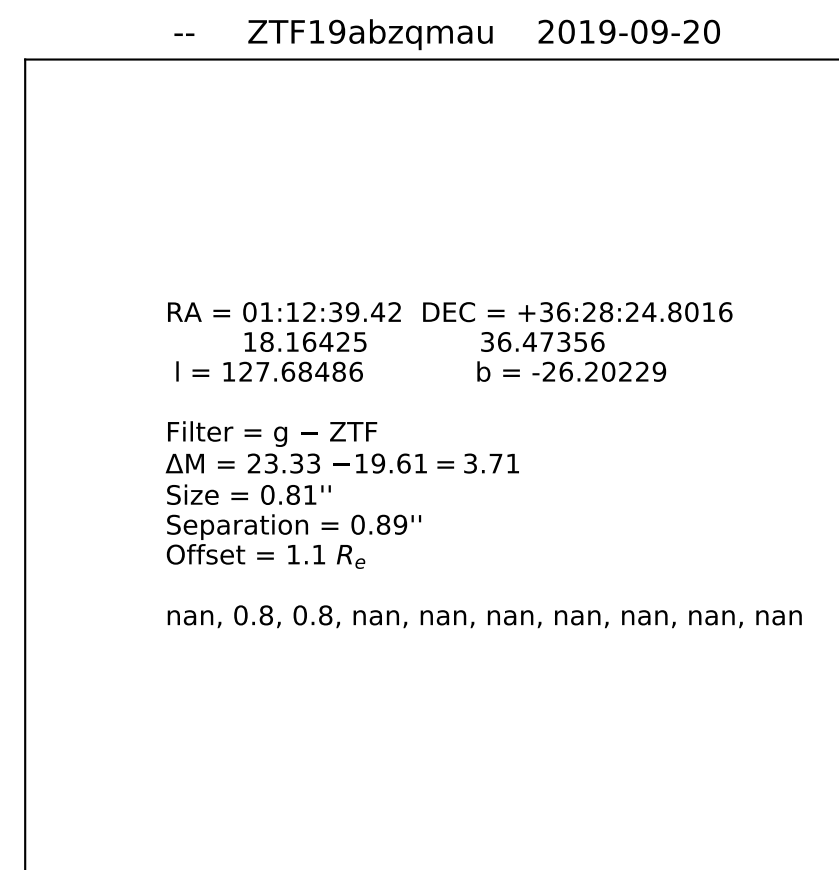 -- ZTF19abzqmau 2019-09-20
RA = 01:12:39.42 DEC = +36:28:24.8016
18.16425 36.47356
l = 127.68486 b = -26.20229
Filter = g − ZTF
ΔM = 23.33 −19.61 = 3.71
Size = 0.81''
Separation = 0.89''
Offset = 1.1 Re
nan, 0.8, 0.8, nan, nan, nan, nan, nan, nan, nan